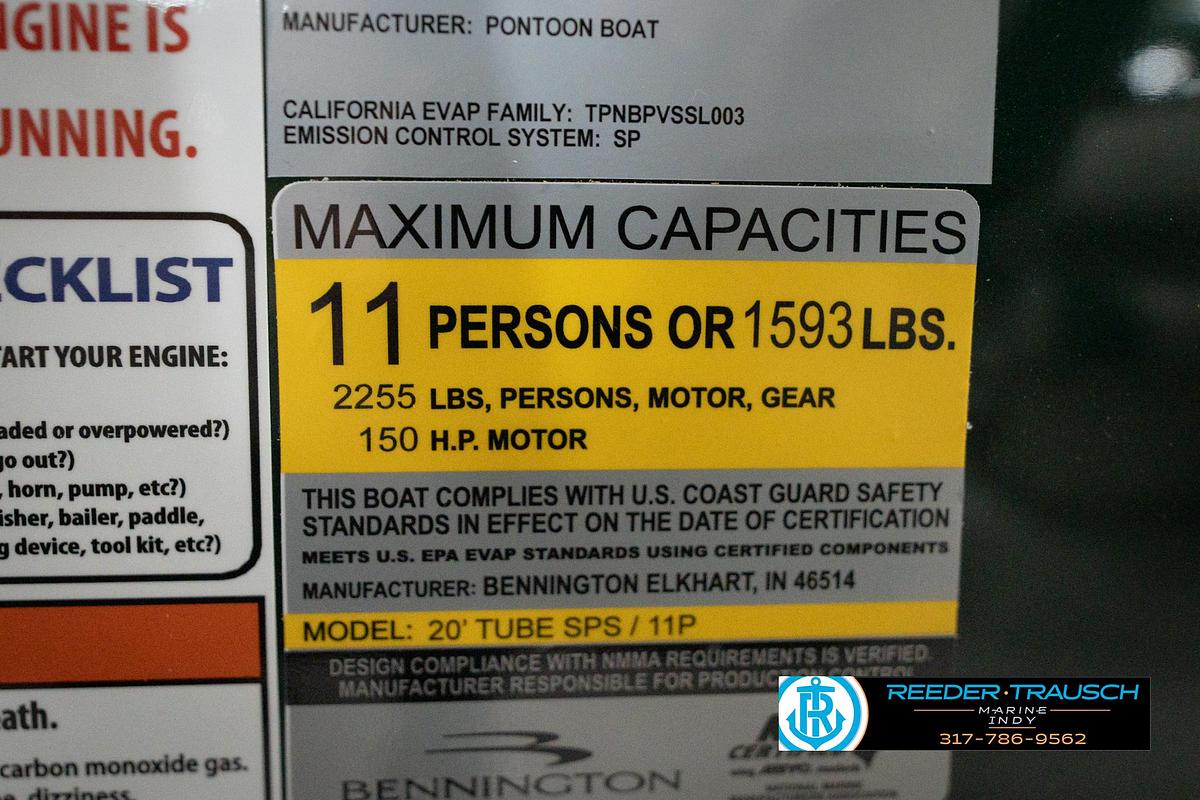 NGINE IS
UNNING.
ECKLIST
TART YOUR ENGINE:
aded or overpowered?)
go out?)
, horn, pump, etc?)
isher, bailer, paddle,
g device, tool kit, etc?)
eath.
carbon monoxide gas.
e, dizziness.
MANUFACTURER: PONTOON BOAT
CALIFORNIA EVAP FAMILY: TPNBPVSSL003
EMISSION CONTROL SYSTEM: SP
MAXIMUM CAPACITIES
11 PERSONS OR 1593 LBS.
2255 LBS, PERSONS, MOTOR, GEAR
150 H.P. MOTOR
THIS BOAT COMPLIES WITH U.S. COAST GUARD SAFETY
STANDARDS IN EFFECT ON THE DATE OF CERTIFICATION
MEETS U.S. EPA EVAP STANDARDS USING CERTIFIED COMPONENTS
MANUFACTURER: BENNINGTON ELKHART, IN 46514
MODEL: 20' TUBE SPS / 11P
DESIGN COMPLIANCE WITH NMMA REQUIREMENTS IS VERIFIED.
MANUFACTURER RESPONSIBLE FOR PRODUCTION CONTROL.
BENNINGTON
R
REEDER-TRAUSCH
MARINE
INDY
317-786-9562